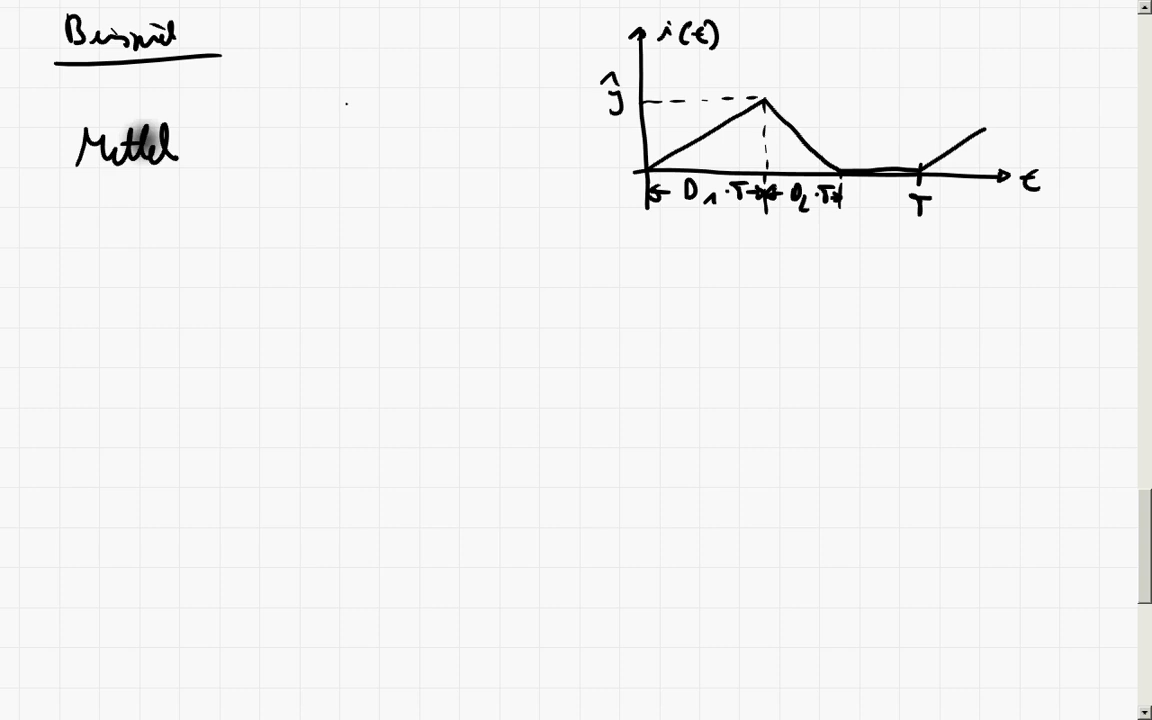 Beispiel
Mittel
i(t)
ŷ
D₁·T D₂·T
T
t